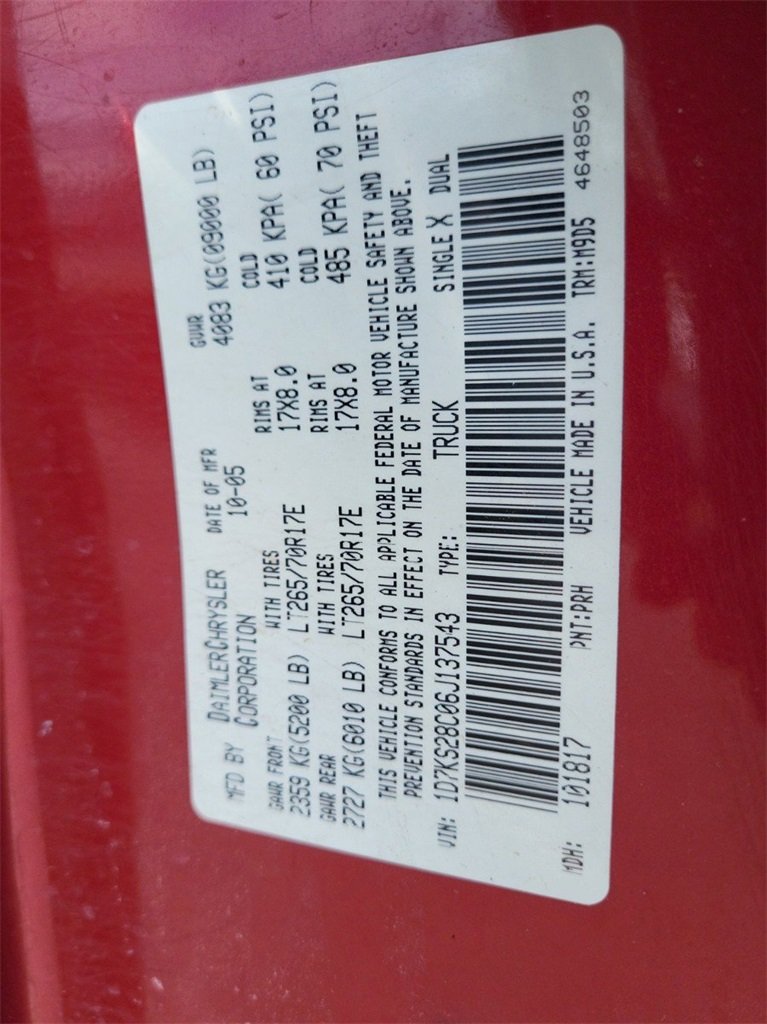 MFD BY DAIMLERCHRYSLER CORPORATION DATE OF MFR 10-05 GVWR 4083 KG(09000 LB)
GAWR FRONT WITH TIRES RIMS AT COLD
2359 KG(5200 LB) LT265/70R17E 17X8.0 410 KPA( 60 PSI)
GAWR REAR WITH TIRES RIMS AT COLD
2727 KG(6010 LB) LT265/70R17E 17X8.0 485 KPA( 70 PSI)
THIS VEHICLE CONFORMS TO ALL APPLICABLE FEDERAL MOTOR VEHICLE SAFETY AND THEFT
PREVENTION STANDARDS IN EFFECT ON THE DATE OF MANUFACTURE SHOWN ABOVE.
VIN: 1D7KS28C06J137543 TYPE: TRUCK SINGLE X DUAL
MDH: 101817 PNT:PRH VEHICLE MADE IN U.S.A. TRM:M9D5 4648503